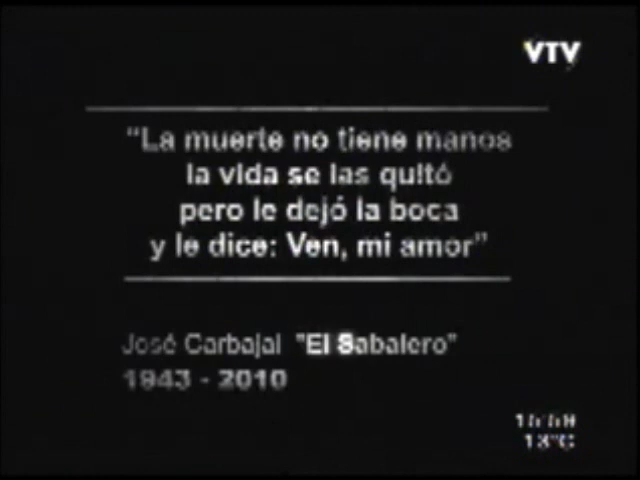 VTV
“La muerte no tiene manos
la vida se las quitó
pero le dejó la boca
y le dice: Ven, mi amor”
José Carbajal "El Sabalero"
1943 - 2010
13°C